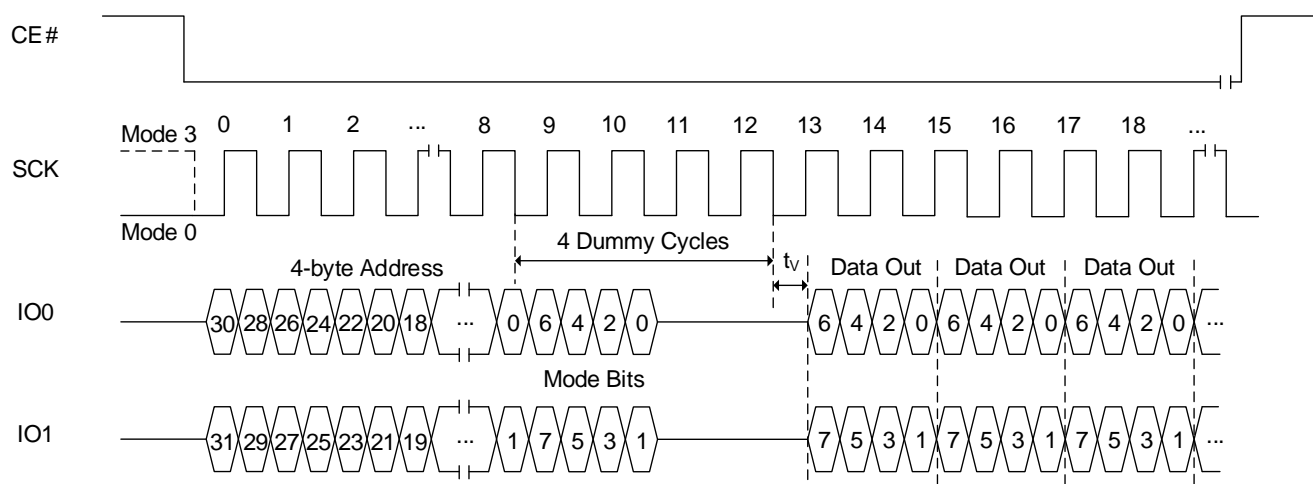 CE#
Mode 3
0 1 2 ... 8 9 10 11 12 13 14 15 16 17 18 ...
SCK
Mode 0
4 Dummy Cycles
4-byte Address
tV
Data Out Data Out Data Out
IO0
30 28 26 24 22 20 18 ... 0 6 4 2 0 6 4 2 0 6 4 2 0 6 4 2 0 ...
Mode Bits
IO1
31 29 27 25 23 21 19 ... 1 7 5 3 1 7 5 3 1 7 5 3 1 7 5 3 1 ...